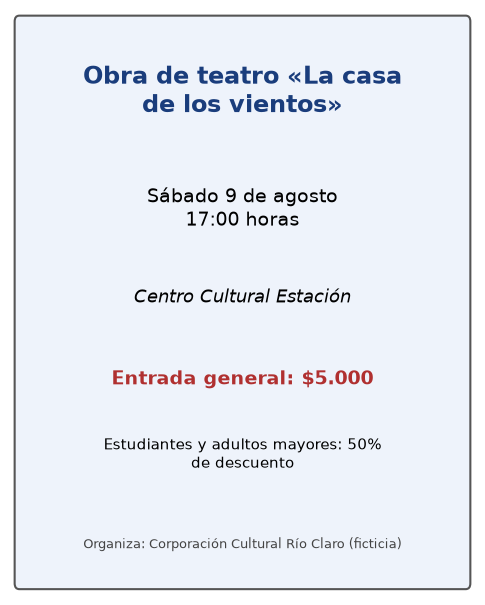 Obra de teatro «La casa
de los vientos»
Sábado 9 de agosto
17:00 horas
Centro Cultural Estación
Entrada general: $5.000
Estudiantes y adultos mayores: 50%
de descuento
Organiza: Corporación Cultural Río Claro (ficticia)